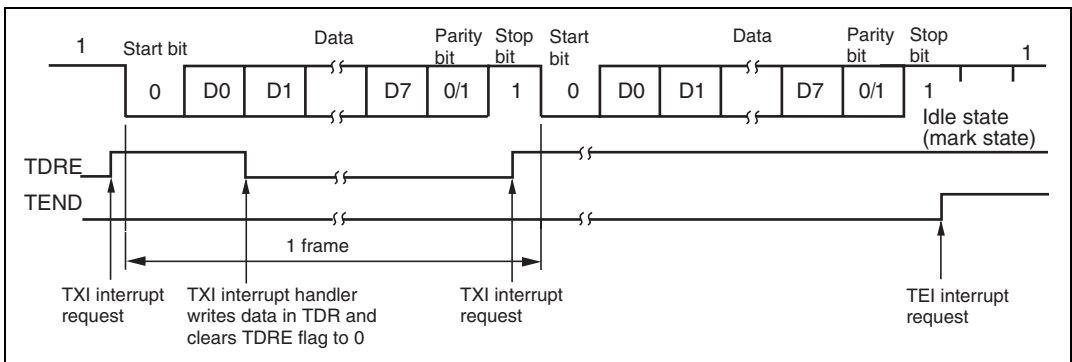 1
Start bit
Data
Parity bit
Stop bit
Start bit
Data
Parity bit
Stop bit
1
0 D0 D1 D7 0/1 1 0 D0 D1 D7 0/1 1
Idle state
(mark state)
TDRE
TEND
1 frame
TXI interrupt
request
TXI interrupt handler
writes data in TDR and
clears TDRE flag to 0
TXI interrupt
request
TEI interrupt
request